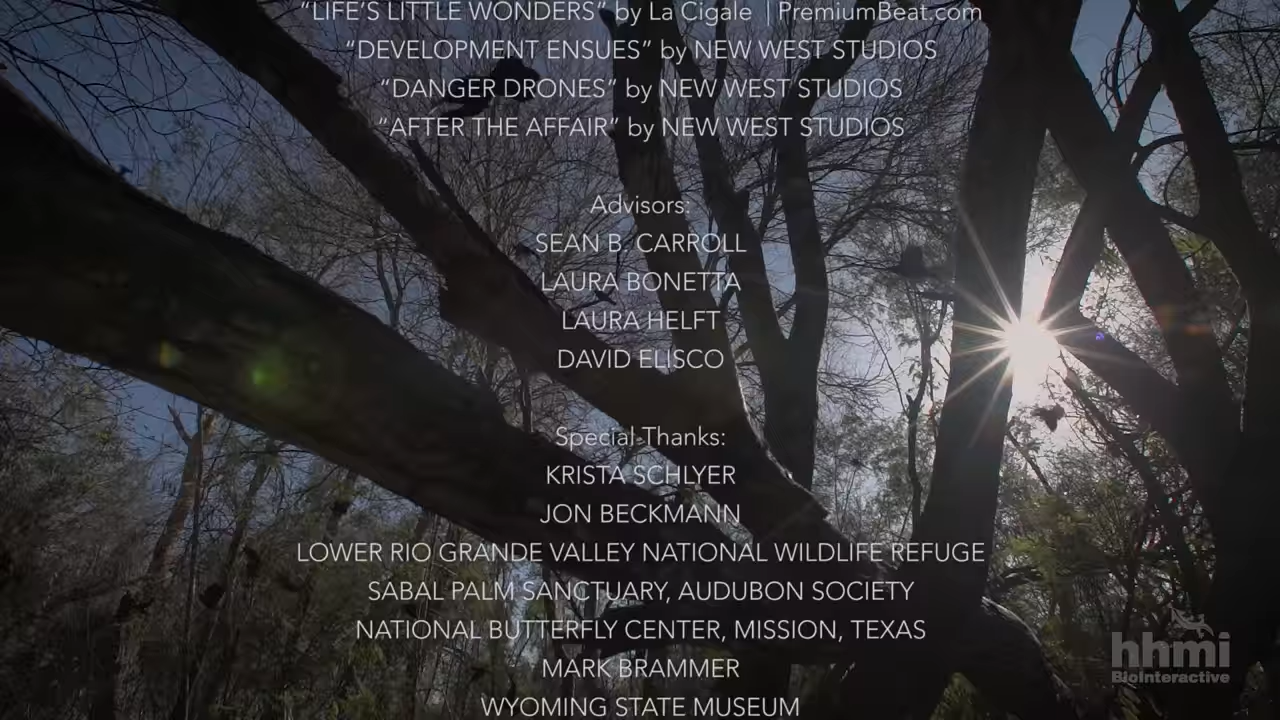 “LIFE’S LITTLE WONDERS” by La Cigale | PremiumBeat.com
“DEVELOPMENT ENSUES” by NEW WEST STUDIOS
“DANGER DRONES” by NEW WEST STUDIOS
“AFTER THE AFFAIR” by NEW WEST STUDIOS
Advisors:
SEAN B. CARROLL
LAURA BONETTA
LAURA HELFT
DAVID ELISCO
Special Thanks:
KRISTA SCHLYER
JON BECKMANN
LOWER RIO GRANDE VALLEY NATIONAL WILDLIFE REFUGE
SABAL PALM SANCTUARY, AUDUBON SOCIETY
NATIONAL BUTTERFLY CENTER, MISSION, TEXAS
MARK BRAMMER
WYOMING STATE MUSEUM
hhmi
BioInteractive